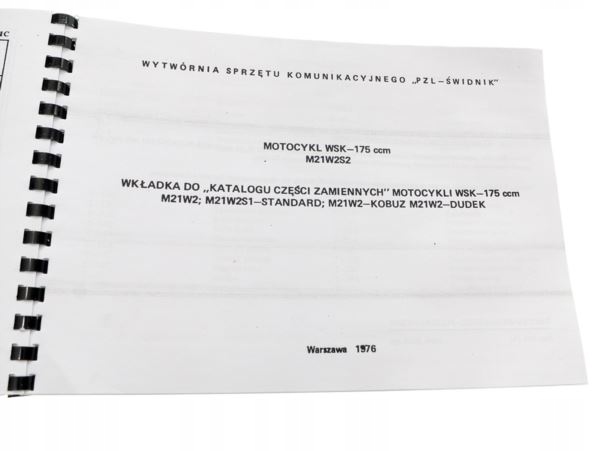 WYTWÓRNIA SPRZĘTU KOMUNIKACYJNEGO „PZL–ŚWIDNIK"
MOTOCYKL WSK–175 ccm
M21W2S2
WKŁADKA DO „KATALOGU CZĘŚCI ZAMIENNYCH" MOTOCYKLI WSK–175 ccm
M21W2; M21W2S1–STANDARD; M21W2–KOBUZ M21W2–DUDEK
Warszawa 1976